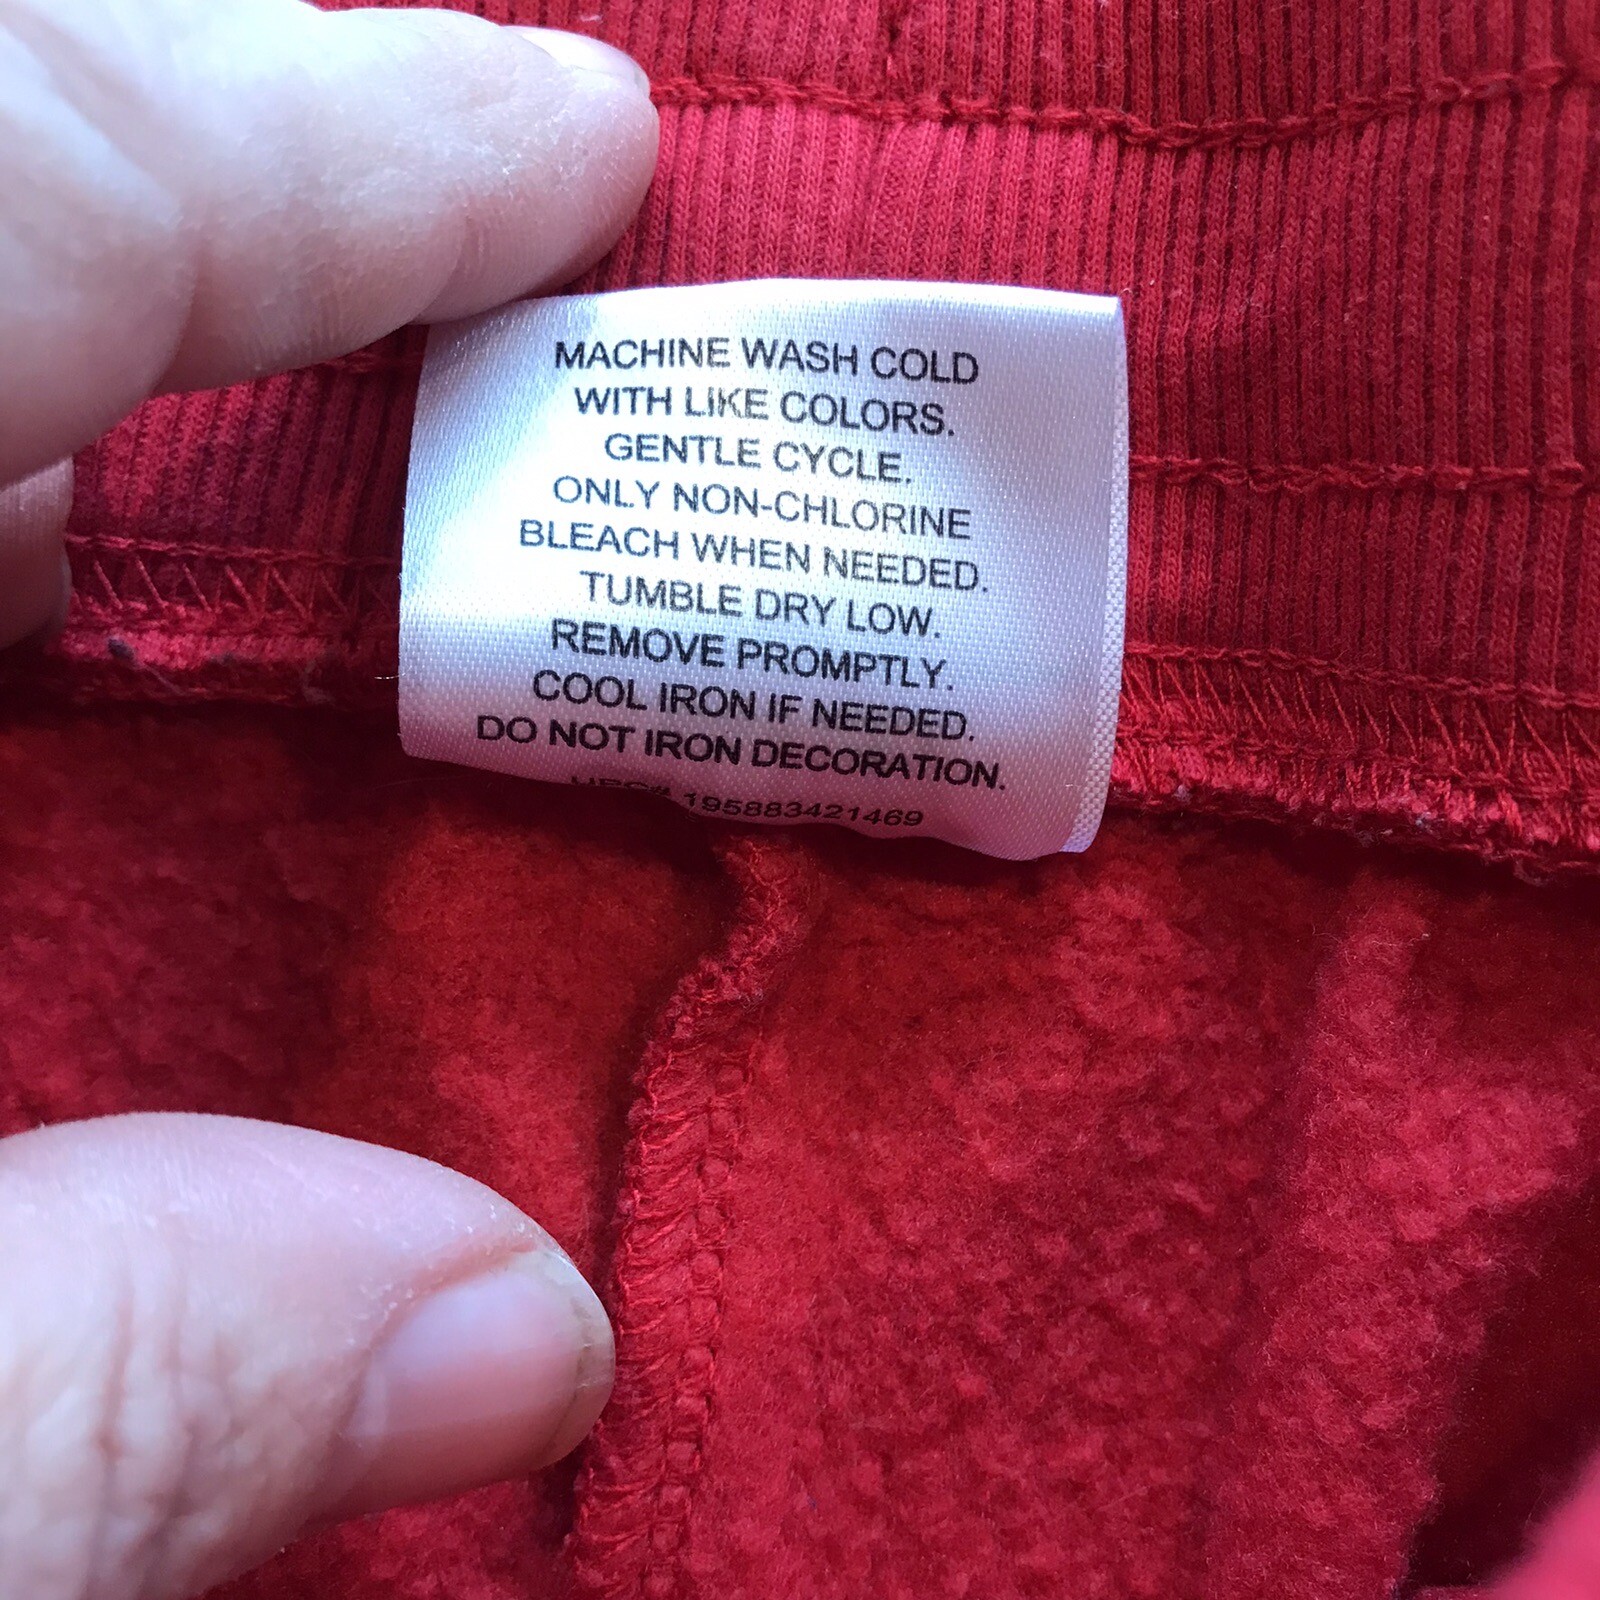 MACHINE WASH COLD
WITH LIKE COLORS.
GENTLE CYCLE.
ONLY NON-CHLORINE
BLEACH WHEN NEEDED.
TUMBLE DRY LOW.
REMOVE PROMPTLY.
COOL IRON IF NEEDED.
DO NOT IRON DECORATION.
UPC# 195883421469